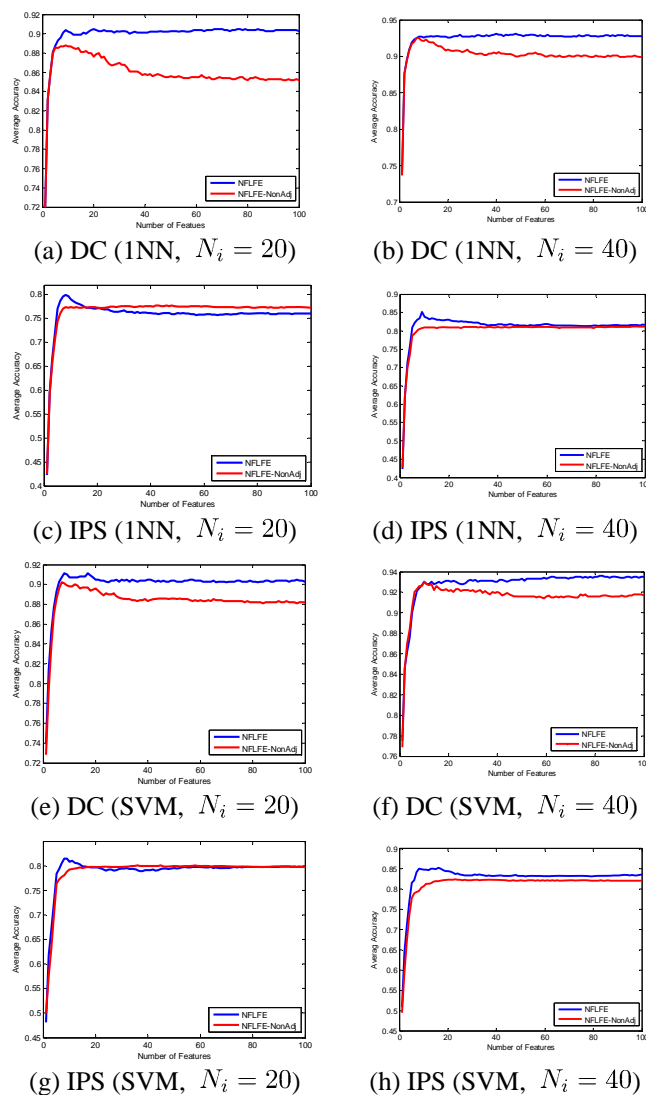 0.92
0.9
0.88
0.86
0.84
0.82
0.8
0.78
0.76
0.74
0.72
Average Accuracy
0 20 40 60 80 100
Number of Featues
NFLFE
NFLFE-NonAdj
(a) DC (1NN, N_i = 20)
0.95
0.9
0.85
0.8
0.75
0.7
Average Accuracy
0 20 40 60 80 100
Number of Features
NFLFE
NFLFE-NonAdj
(b) DC (1NN, N_i = 40)
0.8
0.75
0.7
0.65
0.6
0.55
0.5
0.45
0.4
Average Accuracy
0 20 40 60 80 100
Number of Features
NFLFE
NFLFE-NonAdj
(c) IPS (1NN, N_i = 20)
0.9
0.8
0.7
0.6
0.5
0.4
Average Accuracy
0 20 40 60 80 100
Number of Features
NFLFE
NFLFE-NonAdj
(d) IPS (1NN, N_i = 40)
0.92
0.9
0.88
0.86
0.84
0.82
0.8
0.78
0.76
0.74
0.72
Average Accuracy
0 20 40 60 80 100
Number of Features
NFLFE
NFLFE-NonAdj
(e) DC (SVM, N_i = 20)
0.94
0.92
0.9
0.88
0.86
0.84
0.82
0.8
0.78
0.76
Average Accuracy
0 20 40 60 80 100
Number of Features
NFLFE
NFLFE-NonAdj
(f) DC (SVM, N_i = 40)
0.8
0.75
0.7
0.65
0.6
0.55
0.5
0.45
Average Accuracy
0 20 40 60 80 100
Number of Features
NFLFE
NFLFE-NonAdj
(g) IPS (SVM, N_i = 20)
0.9
0.85
0.8
0.75
0.7
0.65
0.6
0.55
0.5
0.45
Averag Accuracy
0 20 40 60 80 100
Number of Features
NFLFE
NFLFE-NonAdj
(h) IPS (SVM, N_i = 40)